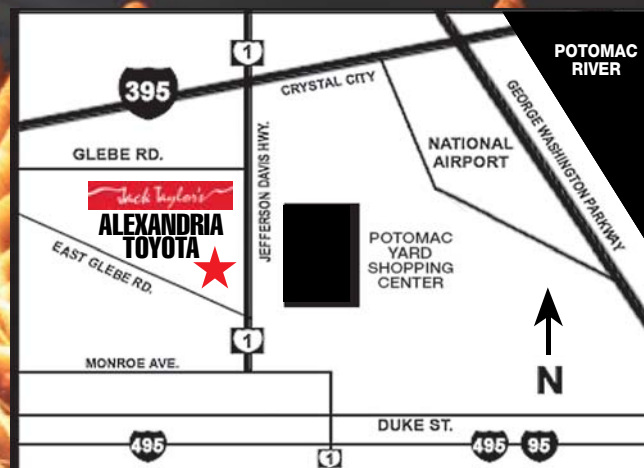 1
POTOMAC
RIVER
395
CRYSTAL CITY
GEORGE WASHINGTON PARKWAY
GLEBE RD.
JEFFERSON DAVIS HWY.
NATIONAL
AIRPORT
Jack Taylor's
ALEXANDRIA
TOYOTA
EAST GLEBE RD.
POTOMAC
YARD
SHOPPING
CENTER
1
MONROE AVE.
N
DUKE ST.
495
1
495
95